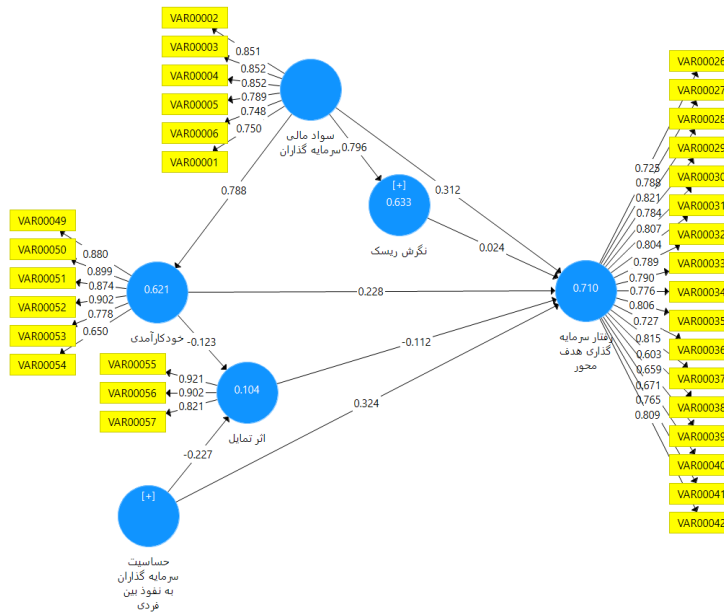 VAR00002
VAR00003
VAR00004
VAR00005
VAR00006
VAR00001
0.851
0.852
0.852
0.789
0.748
0.750
سواد مالی
سرمایه گذاران
0.796
0.312
0.788
[+]
0.633
نگرش ریسک
0.024
VAR00049
VAR00050
VAR00051
VAR00052
VAR00053
VAR00054
0.880
0.899
0.874
0.902
0.778
0.650
0.621
خودکارآمدی
0.228
-0.123
-0.112
VAR00055
VAR00056
VAR00057
0.921
0.902
0.821
0.104
اثر تمایل
0.324
-0.227
[+]
حساسیت
سرمایه گذاران
به نفوذ بین
فردی
0.710
رفتار سرمایه
گذاری هدف
محور
0.725
0.788
0.821
0.784
0.807
0.804
0.789
0.790
0.776
0.806
0.727
0.815
0.603
0.659
0.671
0.765
0.809
VAR00026
VAR00027
VAR00028
VAR00029
VAR00030
VAR00031
VAR00032
VAR00033
VAR00034
VAR00035
VAR00036
VAR00037
VAR00038
VAR00039
VAR00040
VAR00041
VAR00042